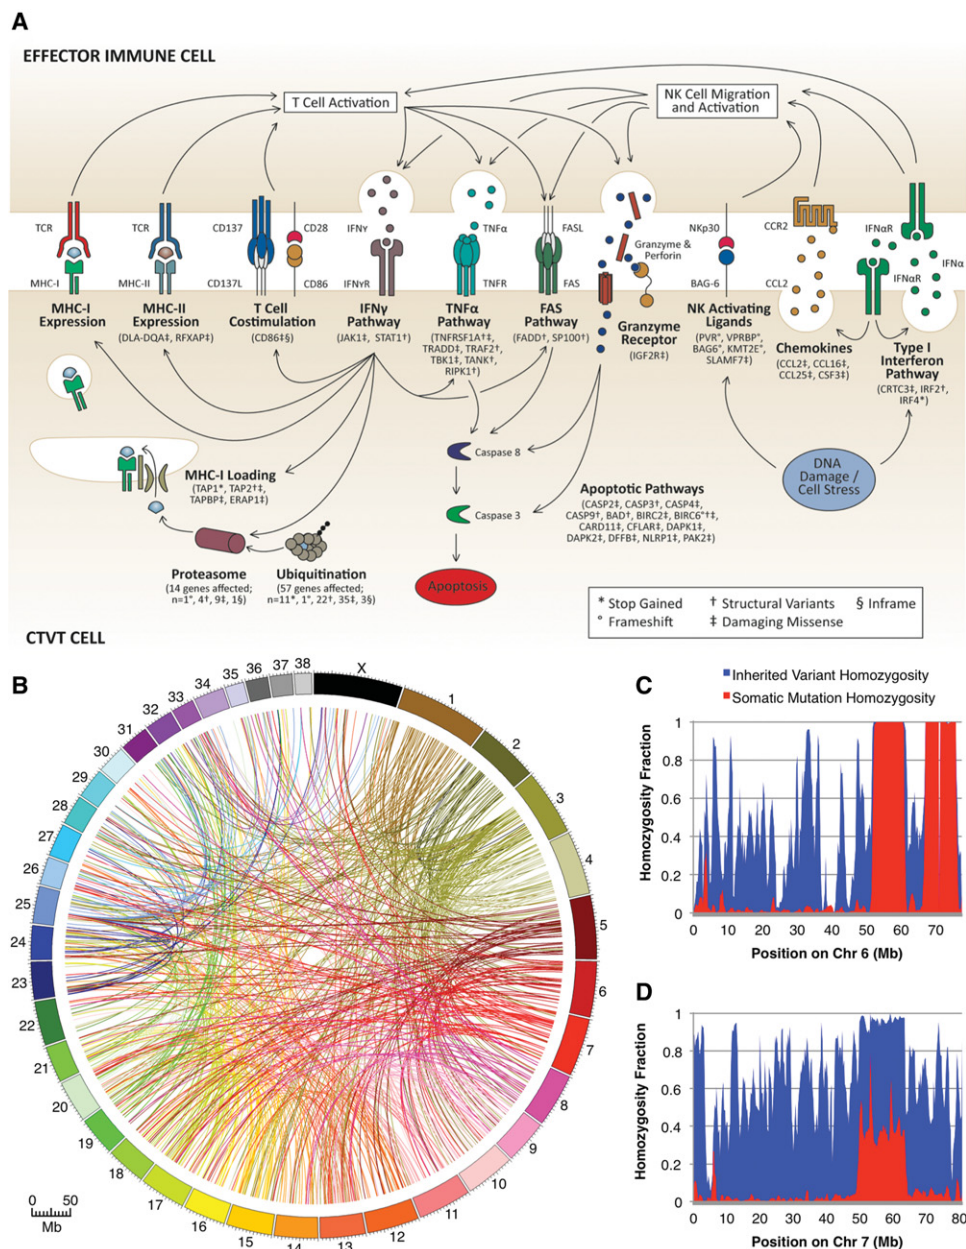 A
EFFECTOR IMMUNE CELL
T Cell Activation
NK Cell Migration
and Activation
TCR
MHC-I
MHC-I
Expression
TCR
MHC-II
MHC-II
Expression
(DLA-DQA‡, RFXAP‡)
CD137
CD137L
CD28
CD86
T Cell
Costimulation
(CD86‡§)
IFNγ
IFNγR
IFNγ
Pathway
(JAK1‡, STAT1†)
TNFα
TNFR
TNFα
Pathway
(TNFRSF1A†‡,
TRADD‡, TRAF2†,
TBK1‡, TANK†,
RIPK1†)
FASL
FAS
FAS
Pathway
(FADD†, SP100†)
Granzyme &
Perforin
Granzyme
Receptor
(IGF2R‡)
NKp30
BAG-6
NK Activating
Ligands
(PVR°, VPRBP°,
BAG6°, KMT2E°,
SLAMF7‡)
CCR2
CCL2
Chemokines
(CCL2‡, CCL16‡,
CCL25‡, CSF3‡)
IFNαR
IFNαR
IFNα
Type I
Interferon
Pathway
(CRTC3‡, IRF2†,
IRF4*)
MHC-I Loading
(TAP1*, TAP2†‡,
TAPBP‡, ERAP1‡)
Proteasome
(14 genes affected;
n=1°, 4†, 9‡, 1§)
Ubiquitination
(57 genes affected;
n=11*, 1°, 22†, 35‡, 3§)
Caspase 8
Caspase 3
Apoptosis
Apoptotic Pathways
(CASP2‡, CASP3†, CASP4‡,
CASP9†, BAD†, BIRC2‡, BIRC6°†‡,
CARD11‡, CFLAR‡, DAPK1‡,
DAPK2‡, DFFB‡, NLRP1‡, PAK2‡)
DNA
Damage /
Cell Stress
* Stop Gained † Structural Variants § Inframe
° Frameshift ‡ Damaging Missense
CTVT CELL
B
X
1
2
3
4
5
6
7
8
9
10
11
12
13
14
15
16
17
18
19
20
21
22
23
24
25
26
27
28
29
30
31
32
33
34
35
36
37
38
0 50
Mb
Inherited Variant Homozygosity
Somatic Mutation Homozygosity
C
Homozygosity Fraction
1
0.8
0.6
0.4
0.2
0
0 10 20 30 40 50 60 70
Position on Chr 6 (Mb)
D
Homozygosity Fraction
1
0.8
0.6
0.4
0.2
0
0 10 20 30 40 50 60 70 80
Position on Chr 7 (Mb)